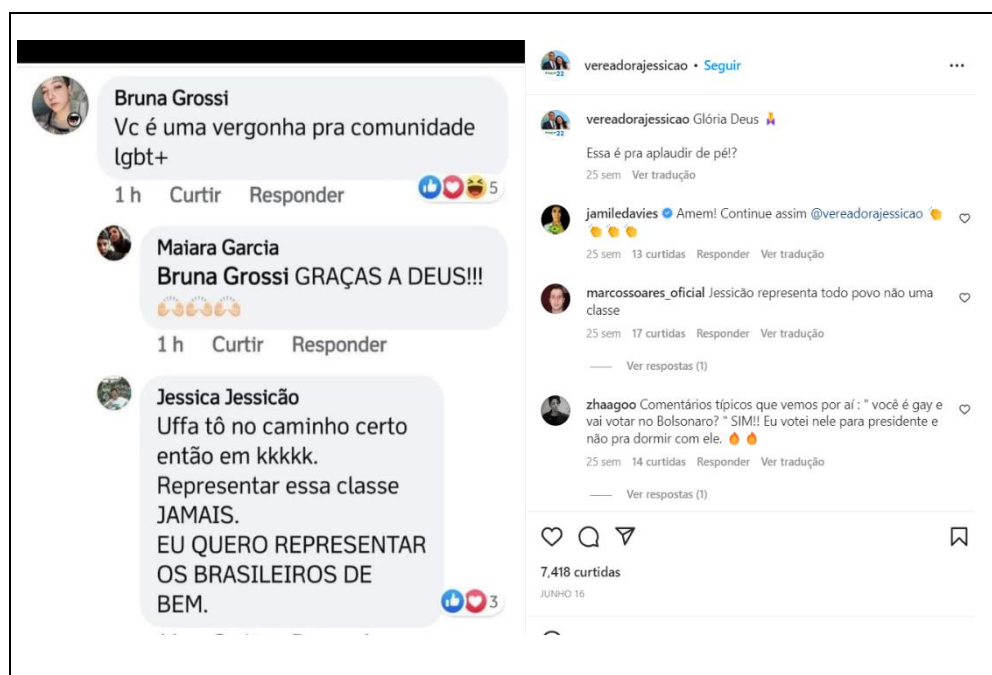 Bruna Grossi
Vc é uma vergonha pra comunidade
lgbt+
1 h Curtir Responder 5
Maiara Garcia
Bruna Grossi GRAÇAS A DEUS!!!
🙌🏻🙌🏻🙌🏻
1 h Curtir Responder
Jessica Jessicão
Uffa tô no caminho certo
então em kkkkk.
Representar essa classe
JAMAIS.
EU QUERO REPRESENTAR
OS BRASILEIROS DE
BEM.
3
vereadorajessicao • Seguir
vereadorajessicao Glória Deus 🙏
Essa é pra aplaudir de pé!?
25 sem Ver tradução
jamiledavies Amem! Continue assim @vereadorajessicao 👏
👏 👏 👏
25 sem 13 curtidas Responder Ver tradução
marcossoares_oficial Jessicão representa todo povo não uma
classe
25 sem 17 curtidas Responder Ver tradução
Ver respostas (1)
zhaagoo Comentários típicos que vemos por aí : " você é gay e
vai votar no Bolsonaro? " SIM!! Eu votei nele para presidente e
não pra dormir com ele. 🔥 🔥
25 sem 14 curtidas Responder Ver tradução
Ver respostas (1)
7,418 curtidas
JUNHO 16